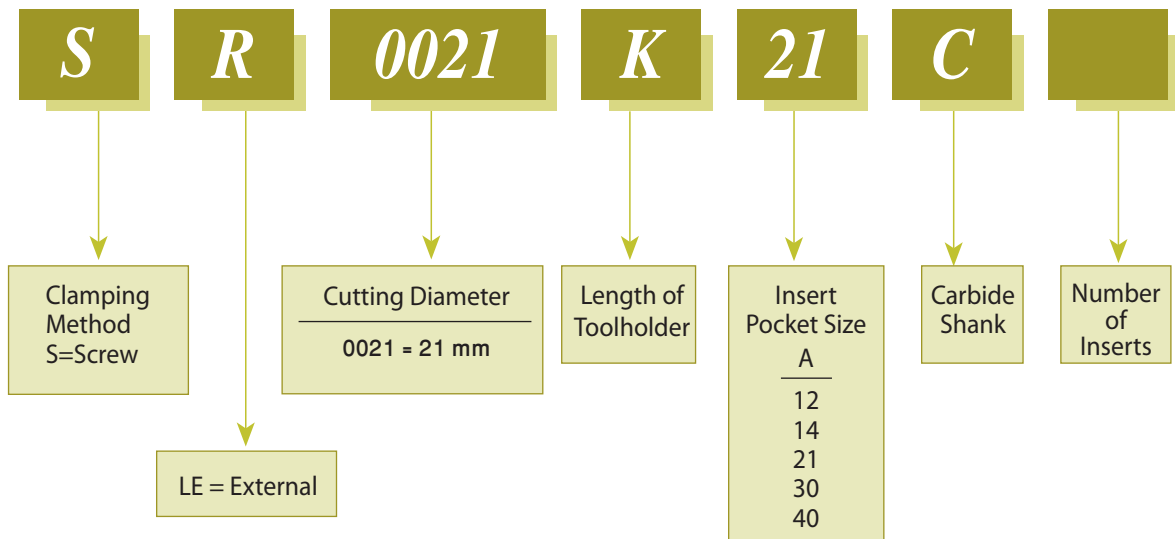 S R 0021 K 21 C
Clamping
Method
S=Screw
LE = External
Cutting Diameter
0021 = 21 mm
Length of
Toolholder
Insert
Pocket Size
A
12
14
21
30
40
Carbide
Shank
Number
of
Inserts